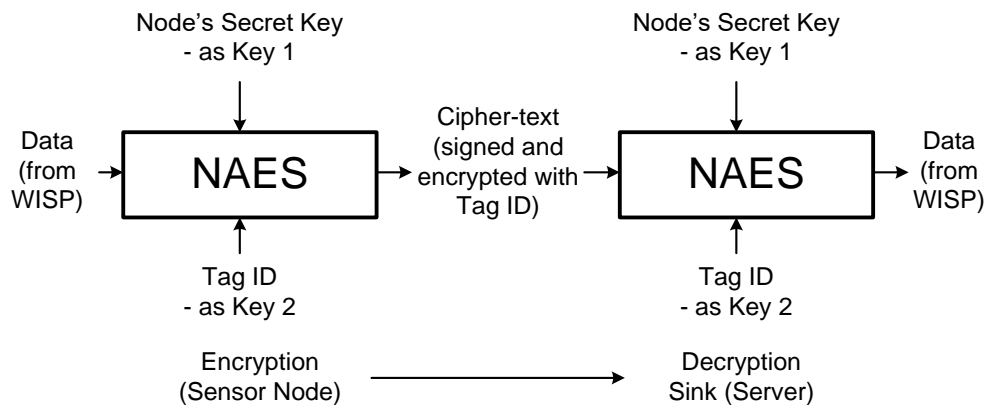 Node's Secret Key
- as Key 1
Node's Secret Key
- as Key 1
Data
(from
WISP)
NAES
Cipher-text
(signed and
encrypted with
Tag ID)
NAES
Data
(from
WISP)
Tag ID
- as Key 2
Tag ID
- as Key 2
Encryption
(Sensor Node)
Decryption
Sink (Server)